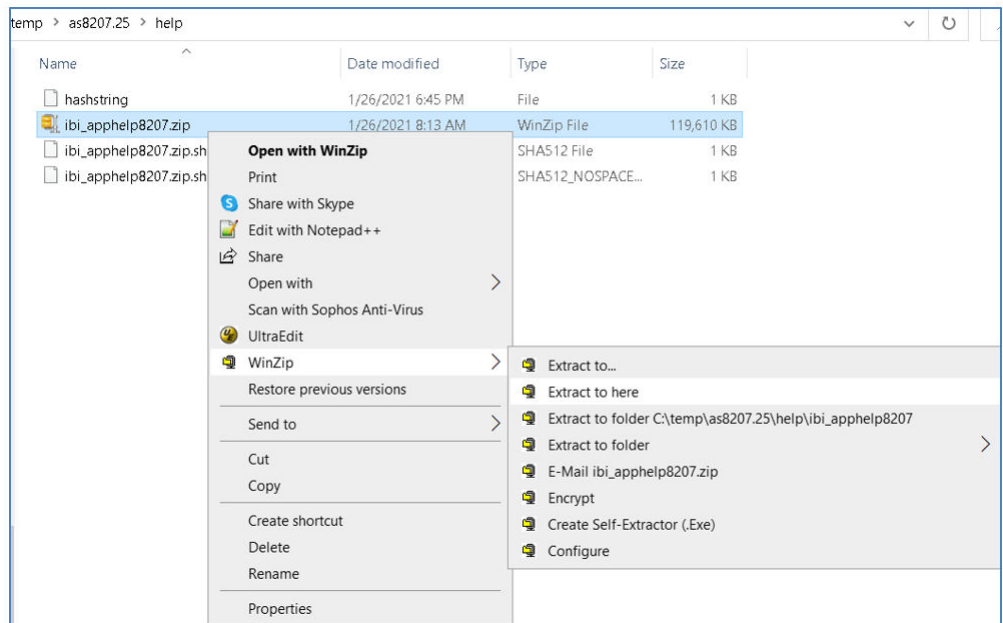 temp > as8207.25 > help
Name Date modified Type Size
hashstring 1/26/2021 6:45 PM File 1 KB
ibi_apphelp8207.zip 1/26/2021 8:13 AM WinZip File 119,610 KB
ibi_apphelp8207.zip.sh SHA512 File 1 KB
ibi_apphelp8207.zip.sh SHA512_NOSPACE... 1 KB
Open with WinZip
Print
Share with Skype
Edit with Notepad++
Share
Open with
Scan with Sophos Anti-Virus
UltraEdit
WinZip
Restore previous versions
Send to
Cut
Copy
Create shortcut
Delete
Rename
Properties
Extract to...
Extract to here
Extract to folder C:\temp\as8207.25\help\ibi_apphelp8207
Extract to folder
E-Mail ibi_apphelp8207.zip
Encrypt
Create Self-Extractor (.Exe)
Configure